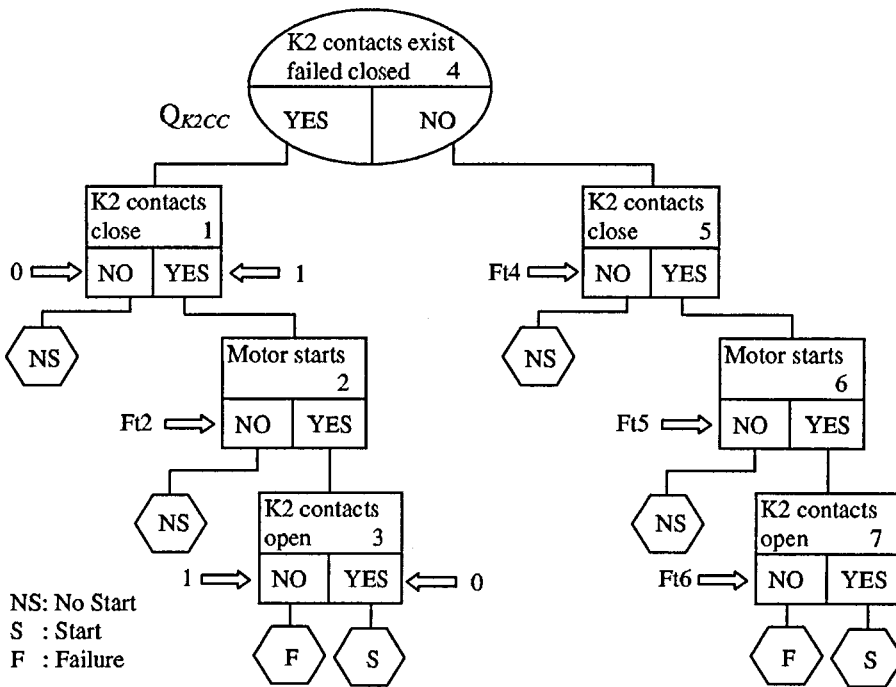 K2 contacts exist
failed closed 4
Q_K2CC
YES NO
K2 contacts
close 1
K2 contacts
close 5
0 NO YES 1
Ft4 NO YES
NS
NS
Motor starts
2
Motor starts
6
Ft2 NO YES
Ft5 NO YES
NS
NS
K2 contacts
open 3
K2 contacts
open 7
1 NO YES 0
Ft6 NO YES
NS: No Start
S : Start
F : Failure
F S
F S